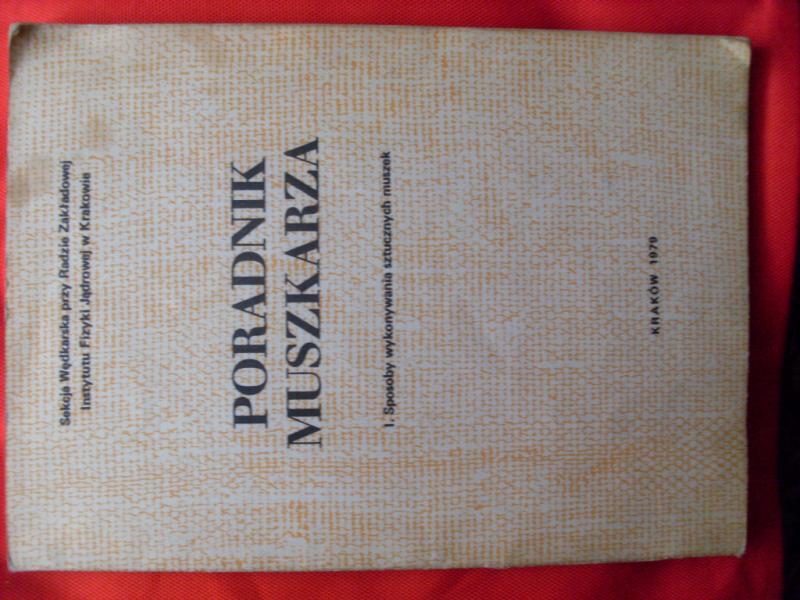 Sekcja Wędkarska przy Radzie Zakładowej
Instytutu Fizyki Jądrowej w Krakowie
PORADNIK
MUSZKARZA
I. Sposoby wykonywania sztucznych muszek
KRAKÓW 1979